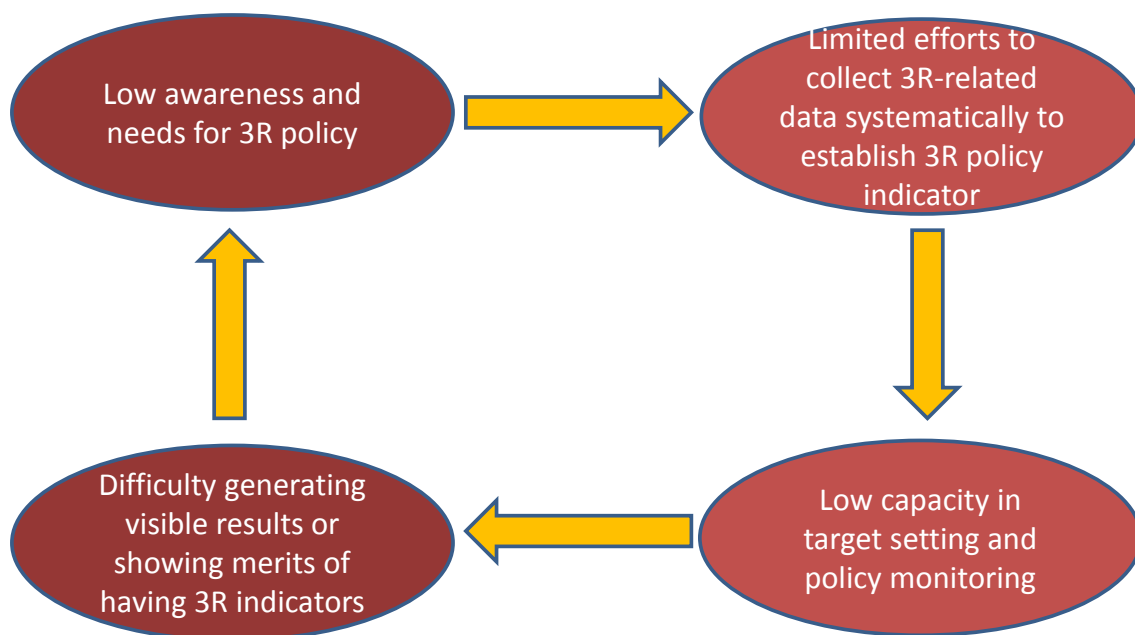 Low awareness and
needs for 3R policy
Limited efforts to
collect 3R-related
data systematically to
establish 3R policy
indicator
Low capacity in
target setting and
policy monitoring
Difficulty generating
visible results or
showing merits of
having 3R indicators